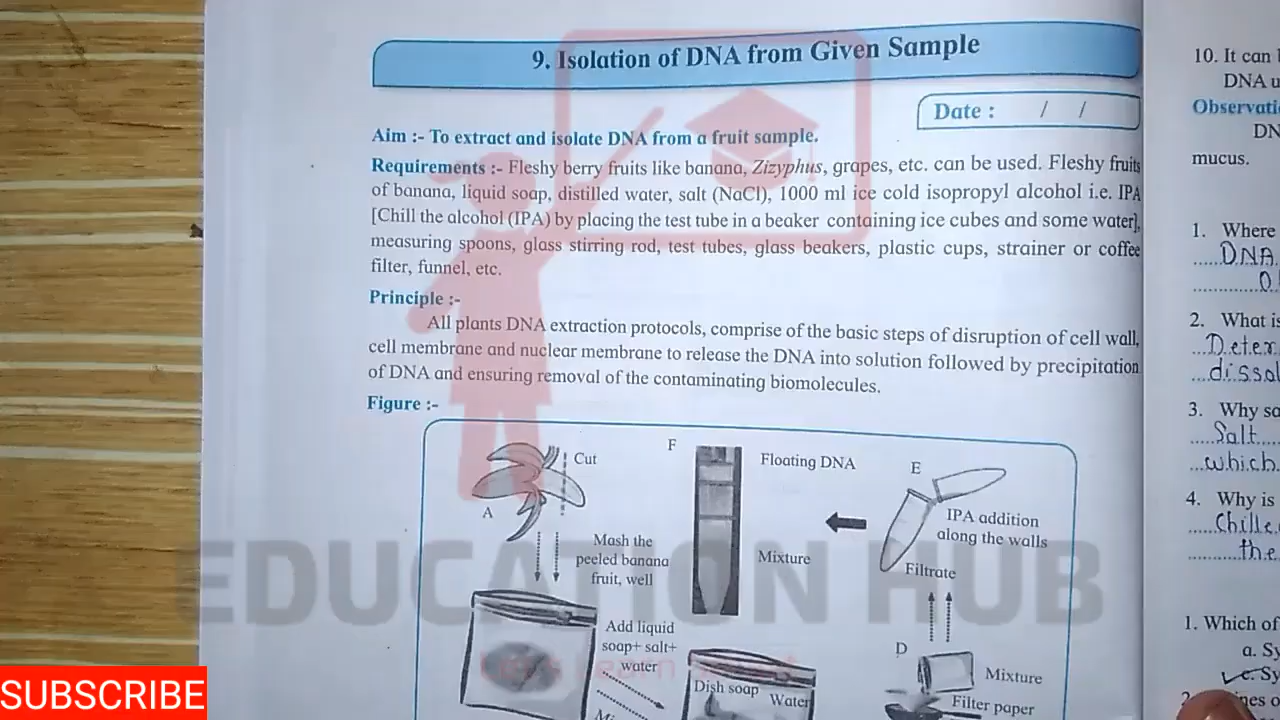 9. Isolation of DNA from Given Sample
Date : / /
Aim :- To extract and isolate DNA from a fruit sample.
Requirements :- Fleshy berry fruits like banana, Zizyphus, grapes, etc. can be used. Fleshy fruits
of banana, liquid soap, distilled water, salt (NaCl), 1000 ml ice cold isopropyl alcohol i.e. IPA
[Chill the alcohol (IPA) by placing the test tube in a beaker containing ice cubes and some water],
measuring spoons, glass stirring rod, test tubes, glass beakers, plastic cups, strainer or coffee
filter, funnel, etc.
Principle :-
All plants DNA extraction protocols, comprise of the basic steps of disruption of cell wall,
cell membrane and nuclear membrane to release the DNA into solution followed by precipitation
of DNA and ensuring removal of the contaminating biomolecules.
Figure :-
Cut
A
Mash the
peeled banana
fruit, well
Add liquid
soap+ salt+
water
Dish soap
Water
F
Floating DNA
Mixture
E
IPA addition
along the walls
Filtrate
D
Mixture
Filter paper
10. It can
DNA u
Observati
DN
mucus.
1. Where
DNA
2. What is
Deter
dissol
3. Why sa
Salt
which
4. Why is
Chille
the
1. Which of
a. Sy
c. Sy
nes o
EDUCATION HUB
SUBSCRIBE